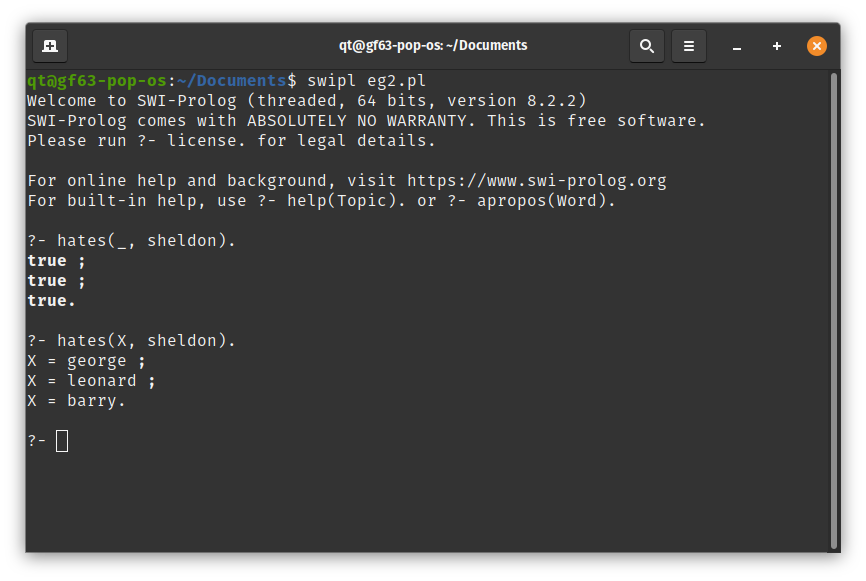 qt@gf63-pop-os: ~/Documents
qt@gf63-pop-os:~/Documents$ swipl eg2.pl
Welcome to SWI-Prolog (threaded, 64 bits, version 8.2.2)
SWI-Prolog comes with ABSOLUTELY NO WARRANTY. This is free software.
Please run ?- license. for legal details.
For online help and background, visit https://www.swi-prolog.org
For built-in help, use ?- help(Topic). or ?- apropos(Word).
?- hates(_, sheldon).
true ;
true ;
true.
?- hates(X, sheldon).
X = george ;
X = leonard ;
X = barry.
?-